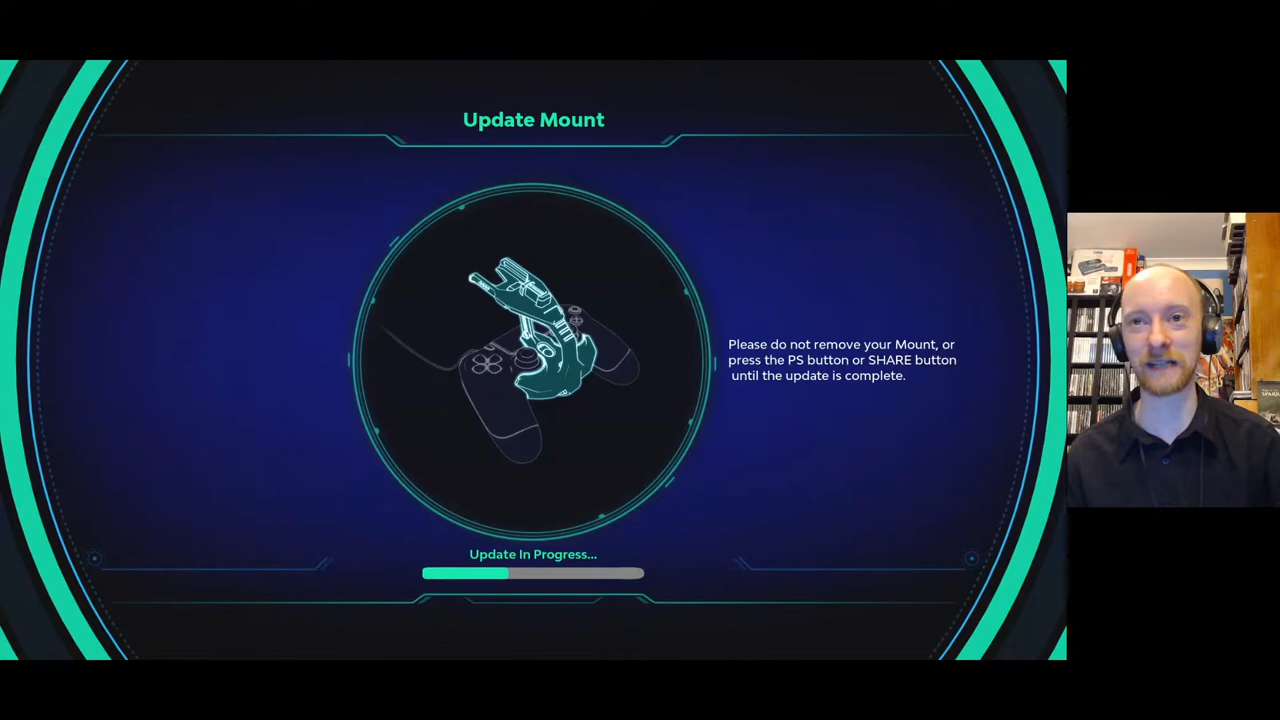 Update Mount
Please do not remove your Mount, or
press the PS button or SHARE button
until the update is complete.
Update In Progress...